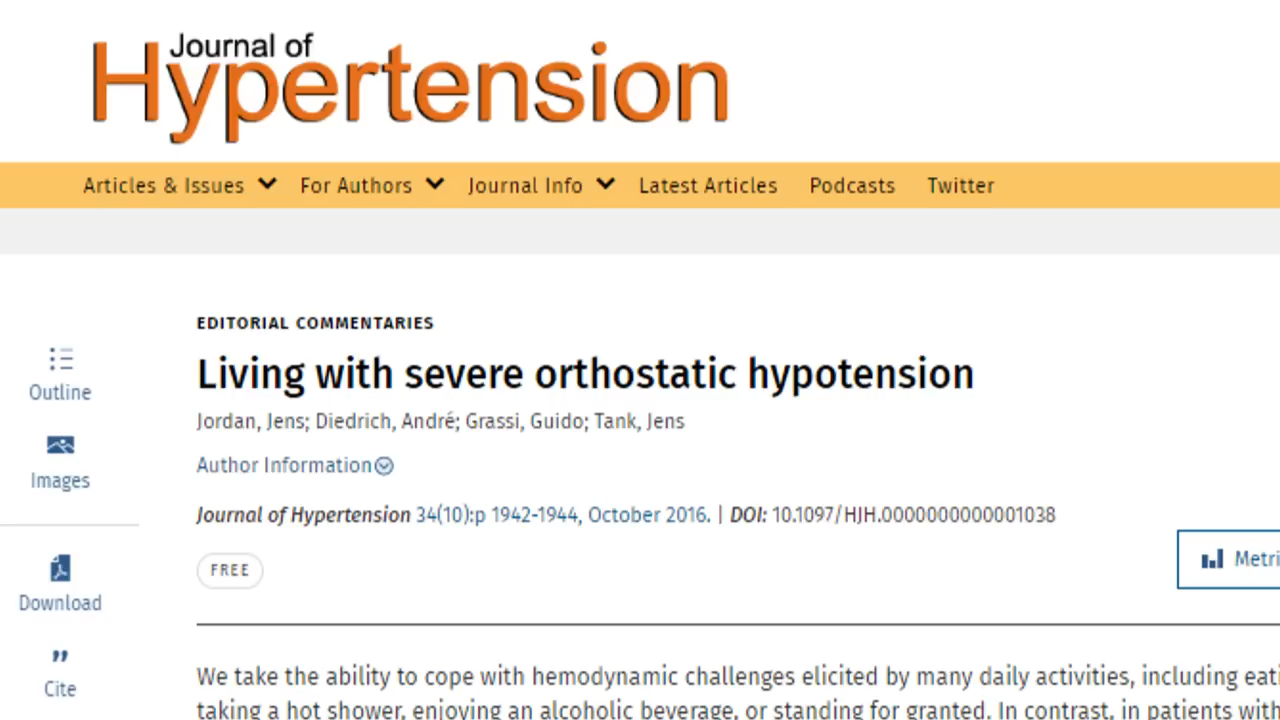 Journal of
Hypertension
Articles & Issues For Authors Journal Info Latest Articles Podcasts Twitter
EDITORIAL COMMENTARIES
Living with severe orthostatic hypotension
Jordan, Jens; Diedrich, André; Grassi, Guido; Tank, Jens
Author Information
Journal of Hypertension 34(10):p 1942-1944, October 2016. | DOI: 10.1097/HJH.0000000000001038
FREE
Metri
Outline
Images
Download
Cite
We take the ability to cope with hemodynamic challenges elicited by many daily activities, including eati
taking a hot shower, enjoying an alcoholic beverage, or standing for granted. In contrast, in patients with